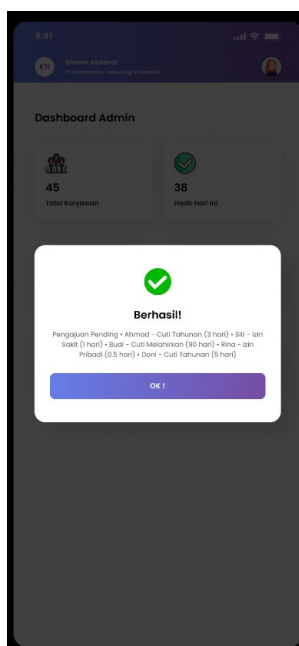 9:41
KTI
Sistem Absensi
PT Kalimantan Teknologi Indonesia
Dashboard Admin
45
Total Karyawan
38
Hadir Hari Ini
Berhasil!
Pengajuan Pending • Ahmad - Cuti Tahunan (3 hari) • Siti - Izin
Sakit (1 hari) • Budi - Cuti Melahirkan (90 hari) • Rina - Izin
Pribadi (0.5 hari) • Doni - Cuti Tahunan (5 hari)
OK !